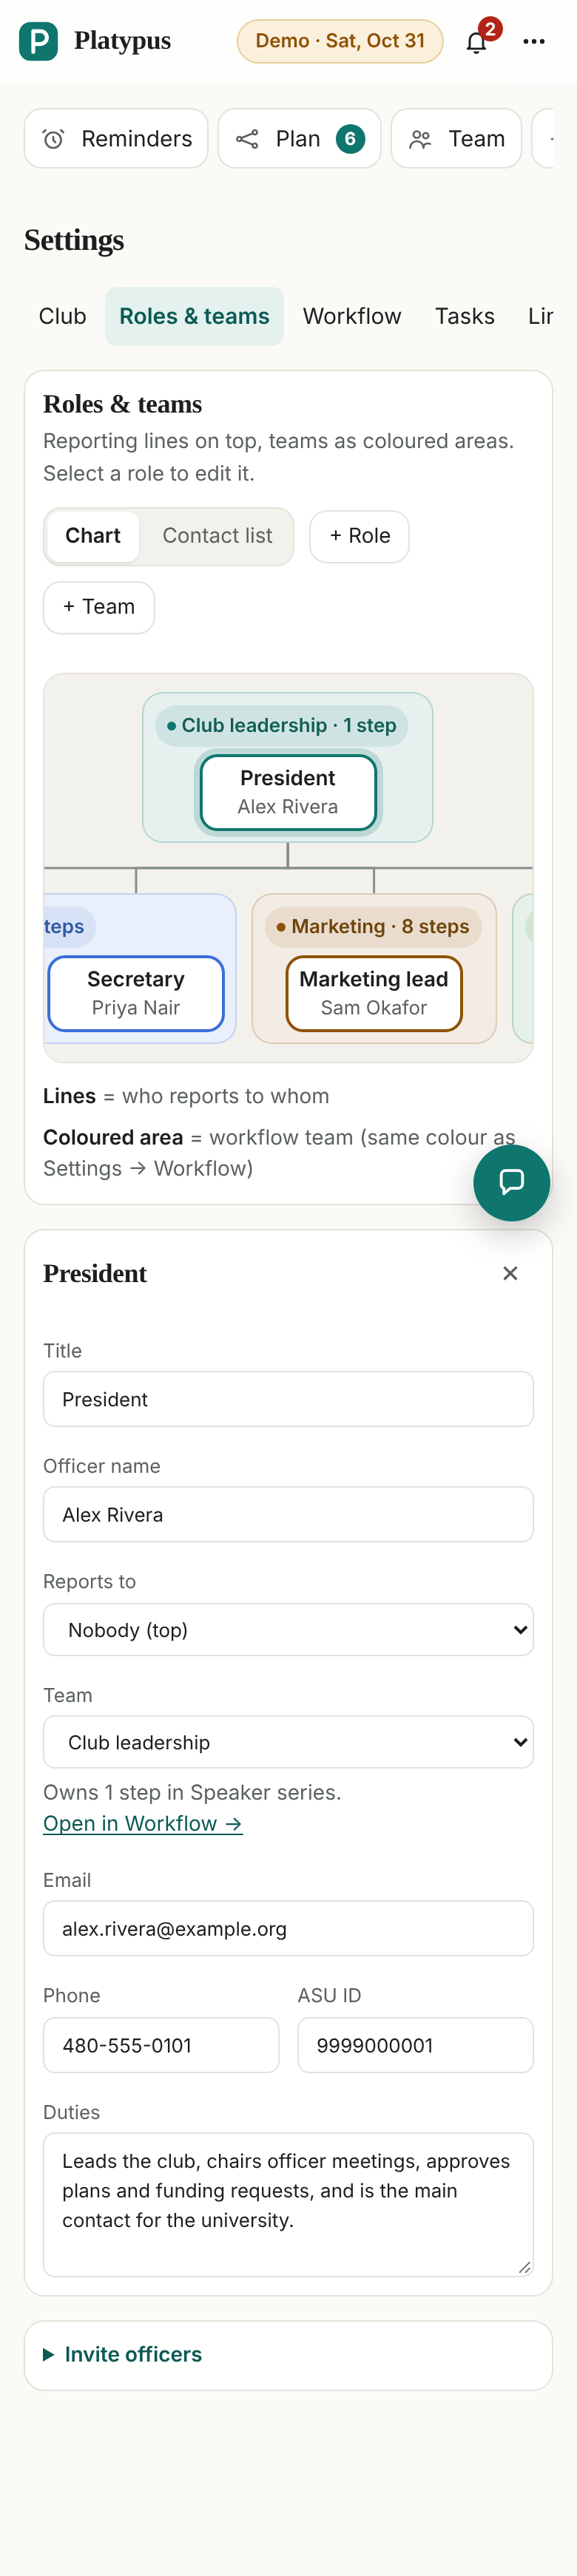 P Platypus
Demo · Sat, Oct 31
2
Reminders
Plan 6
Team
Settings
Club
Roles & teams
Workflow
Tasks
Roles & teams
Reporting lines on top, teams as coloured areas.
Select a role to edit it.
Chart
Contact list
+ Role
+ Team
Club leadership · 1 step
President
Alex Rivera
teps
Marketing · 8 steps
Secretary
Priya Nair
Marketing lead
Sam Okafor
Lines = who reports to whom
Coloured area = workflow team (same colour as
Settings → Workflow)
President
×
Title
President
Officer name
Alex Rivera
Reports to
Nobody (top)
Team
Club leadership
Owns 1 step in Speaker series.
Open in Workflow →
Email
alex.rivera@example.org
Phone
ASU ID
480-555-0101
9999000001
Duties
Leads the club, chairs officer meetings, approves
plans and funding requests, and is the main
contact for the university.
Invite officers